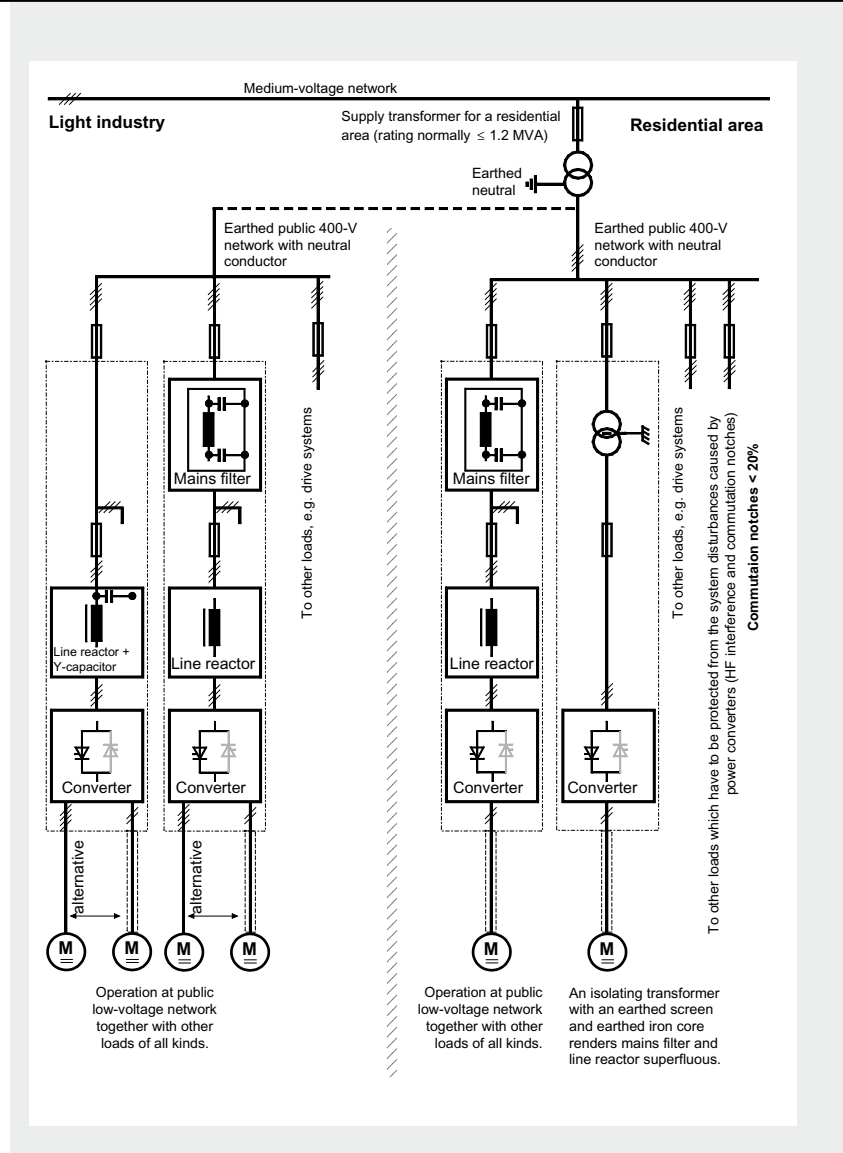 Medium-voltage network
Light industry
Supply transformer for a residential
area (rating normally ≤ 1.2 MVA)
Residential area
Earthed
neutral
Earthed public 400-V
network with neutral
conductor
Earthed public 400-V
network with neutral
conductor
Mains filter
To other loads, e.g. drive systems
Line reactor +
Y-capacitor
Line reactor
Converter
Converter
alternative
alternative
M
M
M
M
Operation at public
low-voltage network
together with other
loads of all kinds.
Mains filter
Line reactor
Converter
Converter
To other loads, e.g. drive systems
To other loads which have to be protected from the system disturbances caused by
power converters (HF interference and commutation notches)
Commutaion notches < 20%
M
M
Operation at public
low-voltage network
together with other
loads of all kinds.
An isolating transformer
with an earthed screen
and earthed iron core
renders mains filter and
line reactor superfluous.